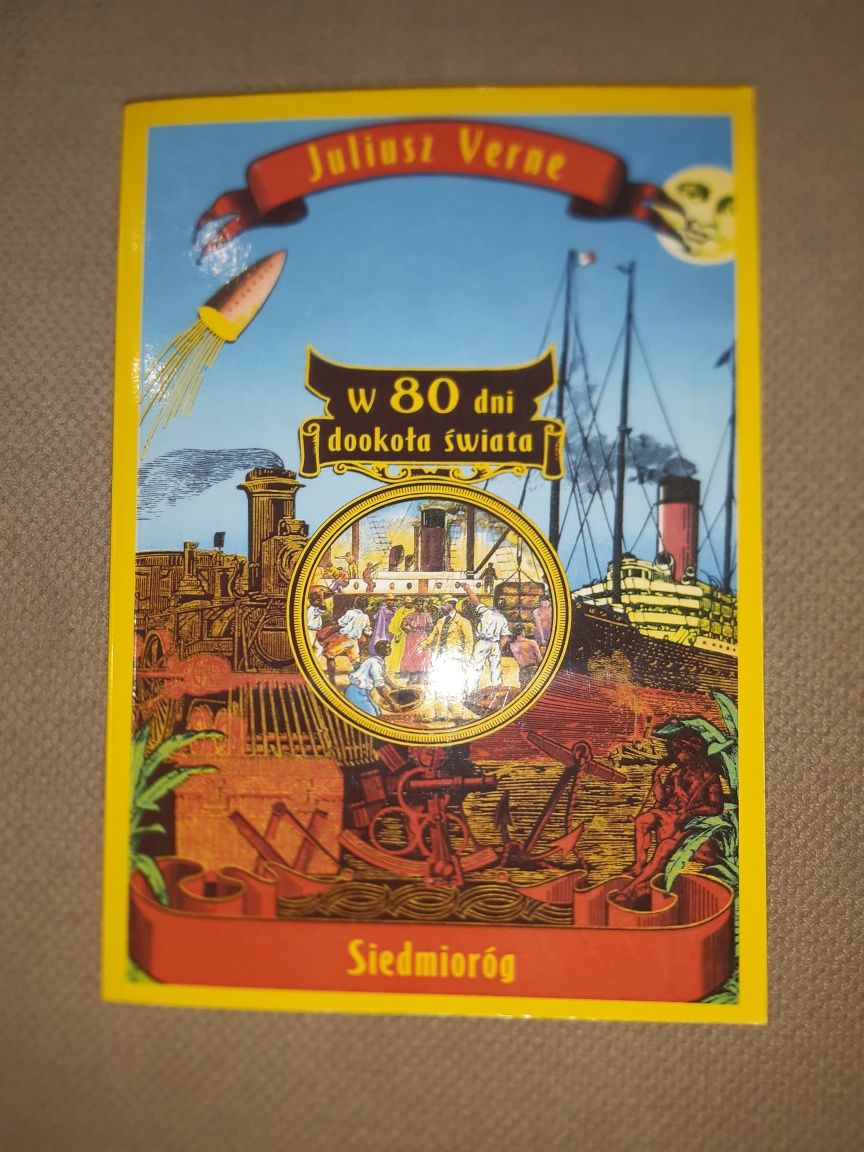 Juliusz Verne
W 80 dni
dookoła świata
Siedmioróg